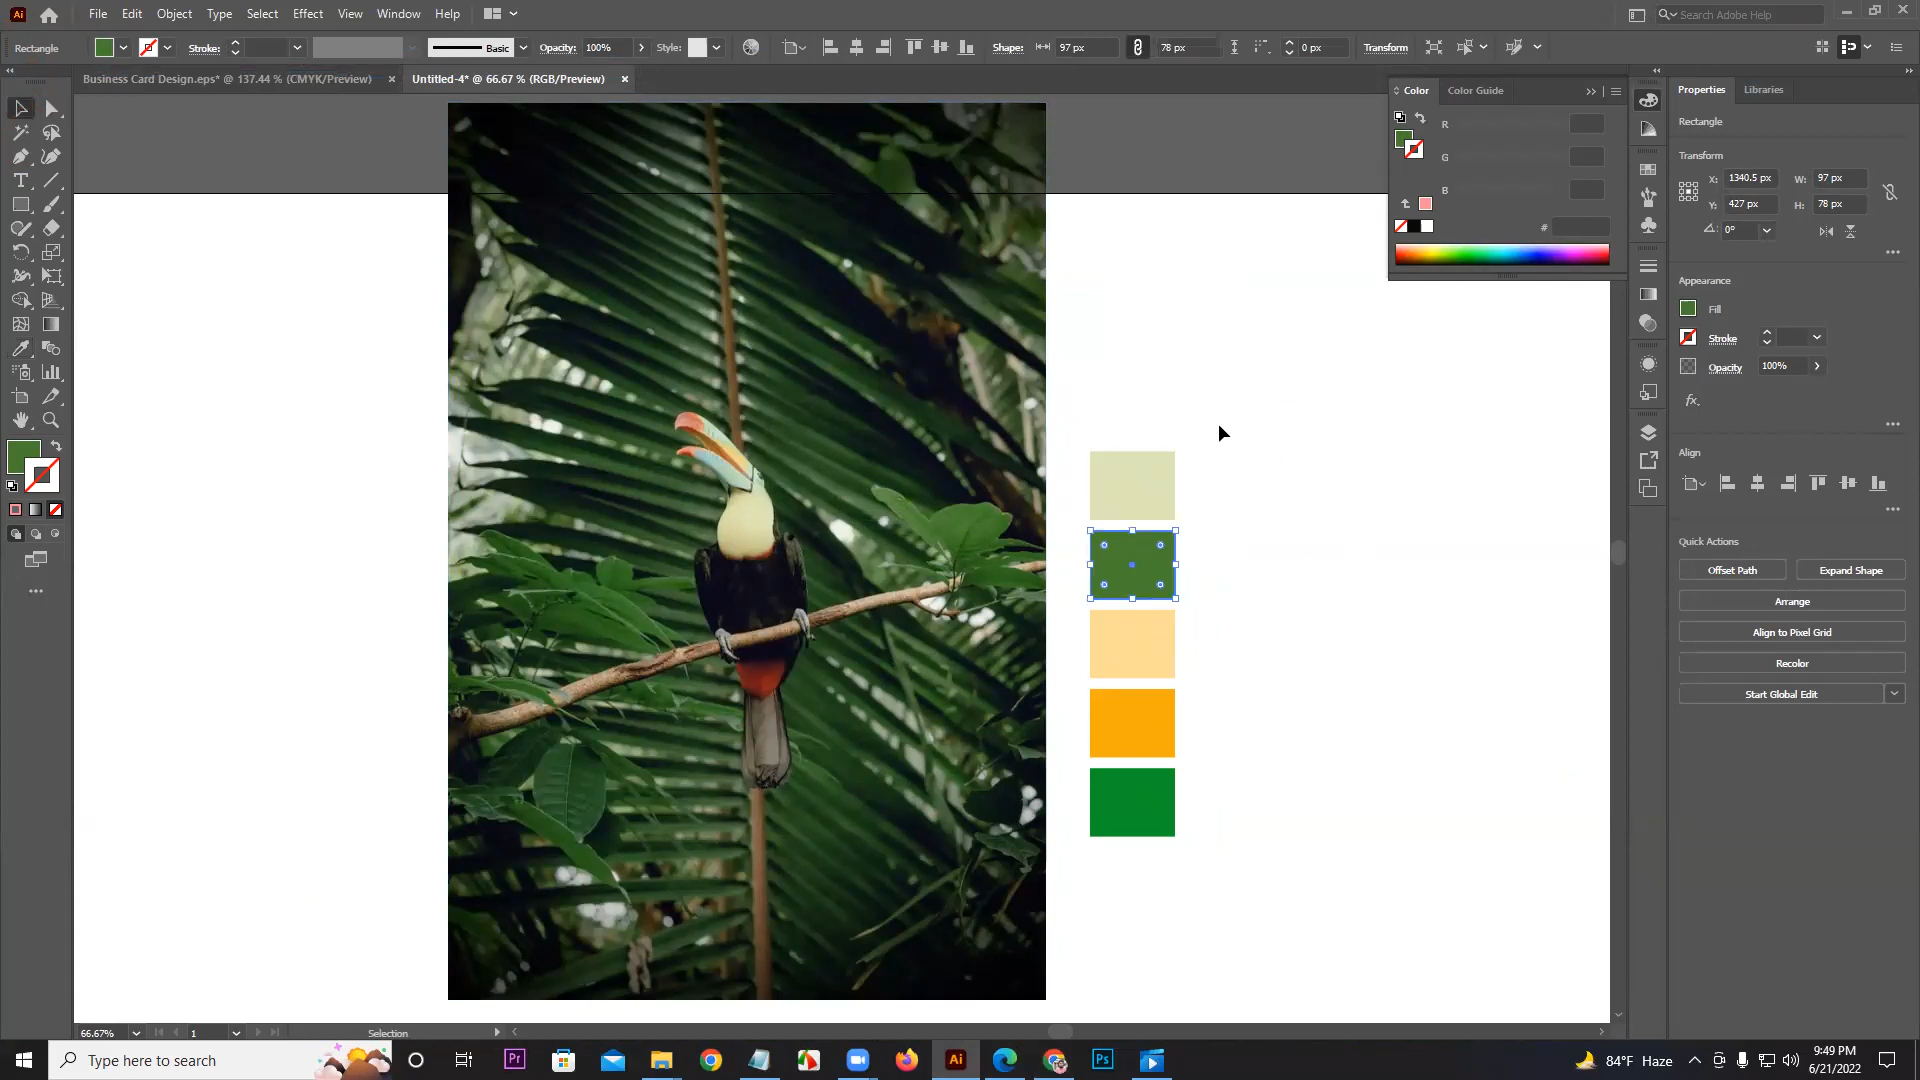 Ai File Edit Object Type Select Effect View Window Help Search Adobe Help
Rectangle Stroke: Basic Opacity: 100% Style: Shape: 97 px 78 px 0 px Transform
Business Card Design.eps* @ 137.44 % (CMYK/Preview) × Untitled-4* @ 66.67 % (RGB/Preview) ×
Color Color Guide
R
G
B
#
Properties Libraries
Rectangle
Transform
X: 1340.5 px W: 97 px
Y: 427 px H: 78 px
0°
Appearance
Fill
Stroke
Opacity 100%
fx.
Align
Quick Actions
Offset Path Expand Shape
Arrange
Align to Pixel Grid
Recolor
Start Global Edit
66.67% 1 Selection
Type here to search Pr Ai Ps 84°F Haze 9:49 PM
6/21/2022